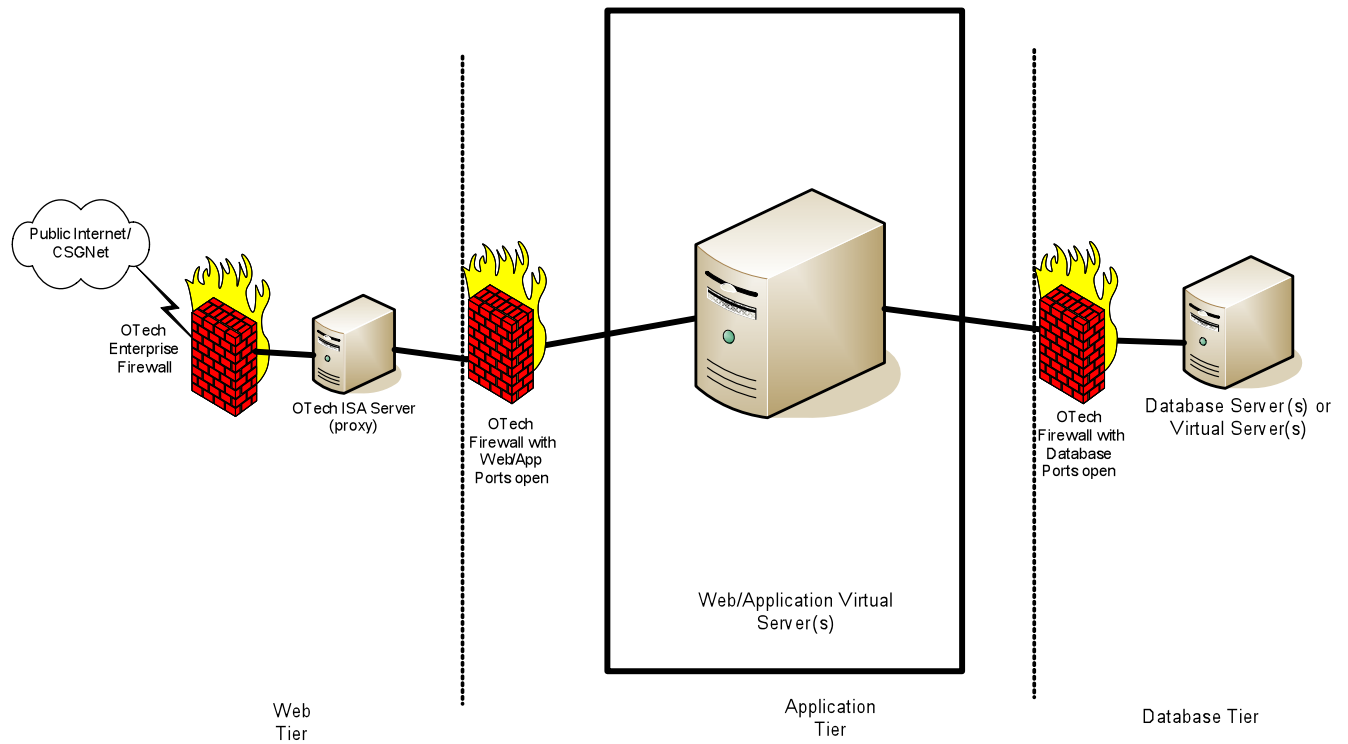 Public Internet/
CSGNet
OTech
Enterprise
Firewall
OTech ISA Server
(proxy)
OTech
Firewall with
Web/App
Ports open
Web/Application Virtual
Server(s)
OTech
Firewall with
Database
Ports open
Database Server(s) or
Virtual Server(s)
Web
Tier
Application
Tier
Database Tier